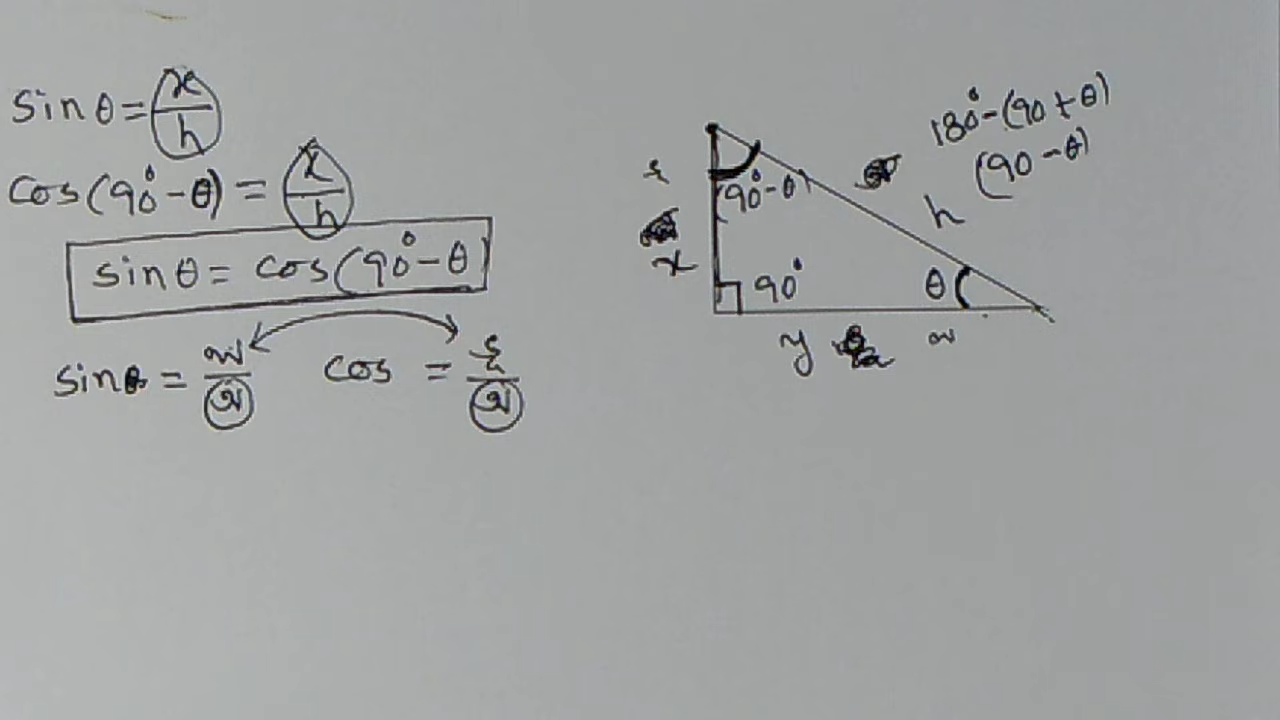 sin θ = x/h
cos(90° - θ) = x/h
sin θ = cos(90° - θ
sin θ = ল/অ cos = ই/অ
180° - (90 + θ)
(90 - θ)
(90° - θ)
h
x
90°
θ
y